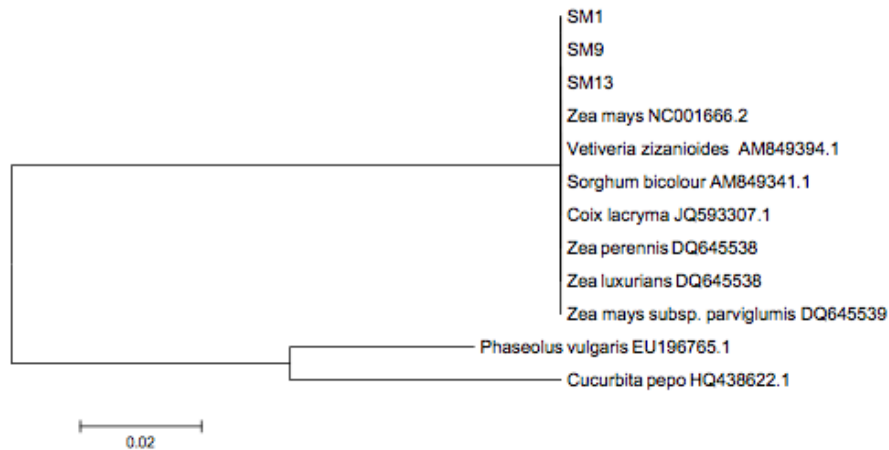 SM1
SM9
SM13
Zea mays NC001666.2
Vetiveria zizanioides AM849394.1
Sorghum bicolour AM849341.1
Coix lacryma JQ593307.1
Zea perennis DQ645538
Zea luxurians DQ645538
Zea mays subsp. parviglumis DQ645539
Phaseolus vulgaris EU196765.1
Cucurbita pepo HQ438622.1
0.02